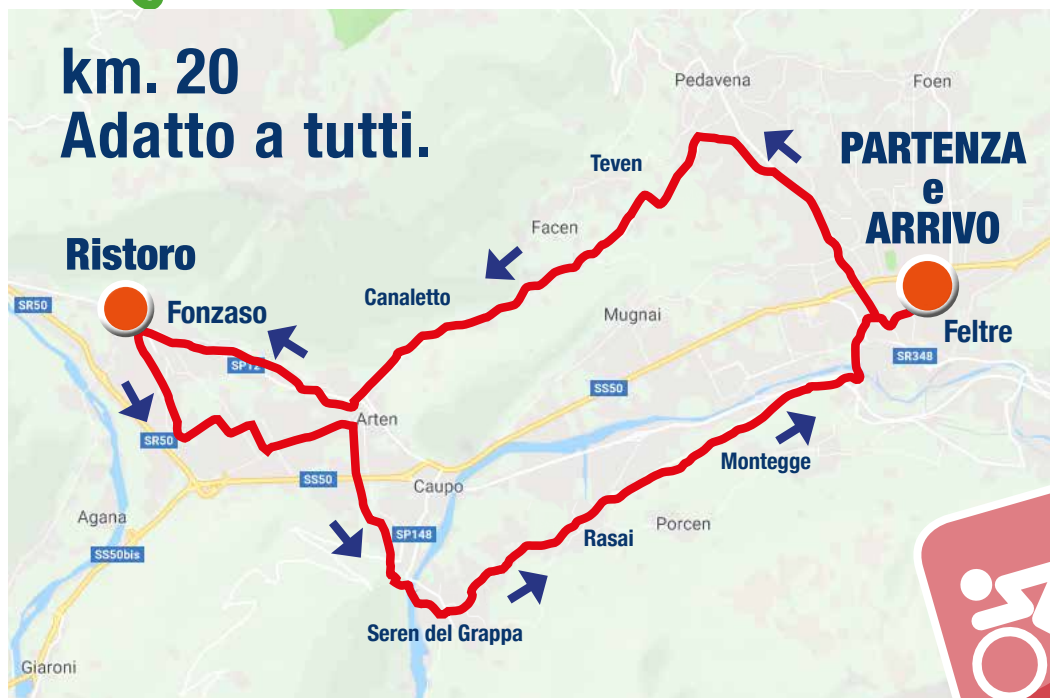 km. 20
Adatto a tutti.
Pedavena
Foen
PARTENZA
e
ARRIVO
Teven
Facen
Ristoro
Canaletto
SR50
Fonzaso
Mugnai
Feltre
SP12
SR348
SS50
Arten
SR50
Montegge
SS50
Caupo
Agana
Porcen
SP148
Rasai
SS50bis
Seren del Grappa
Giaroni